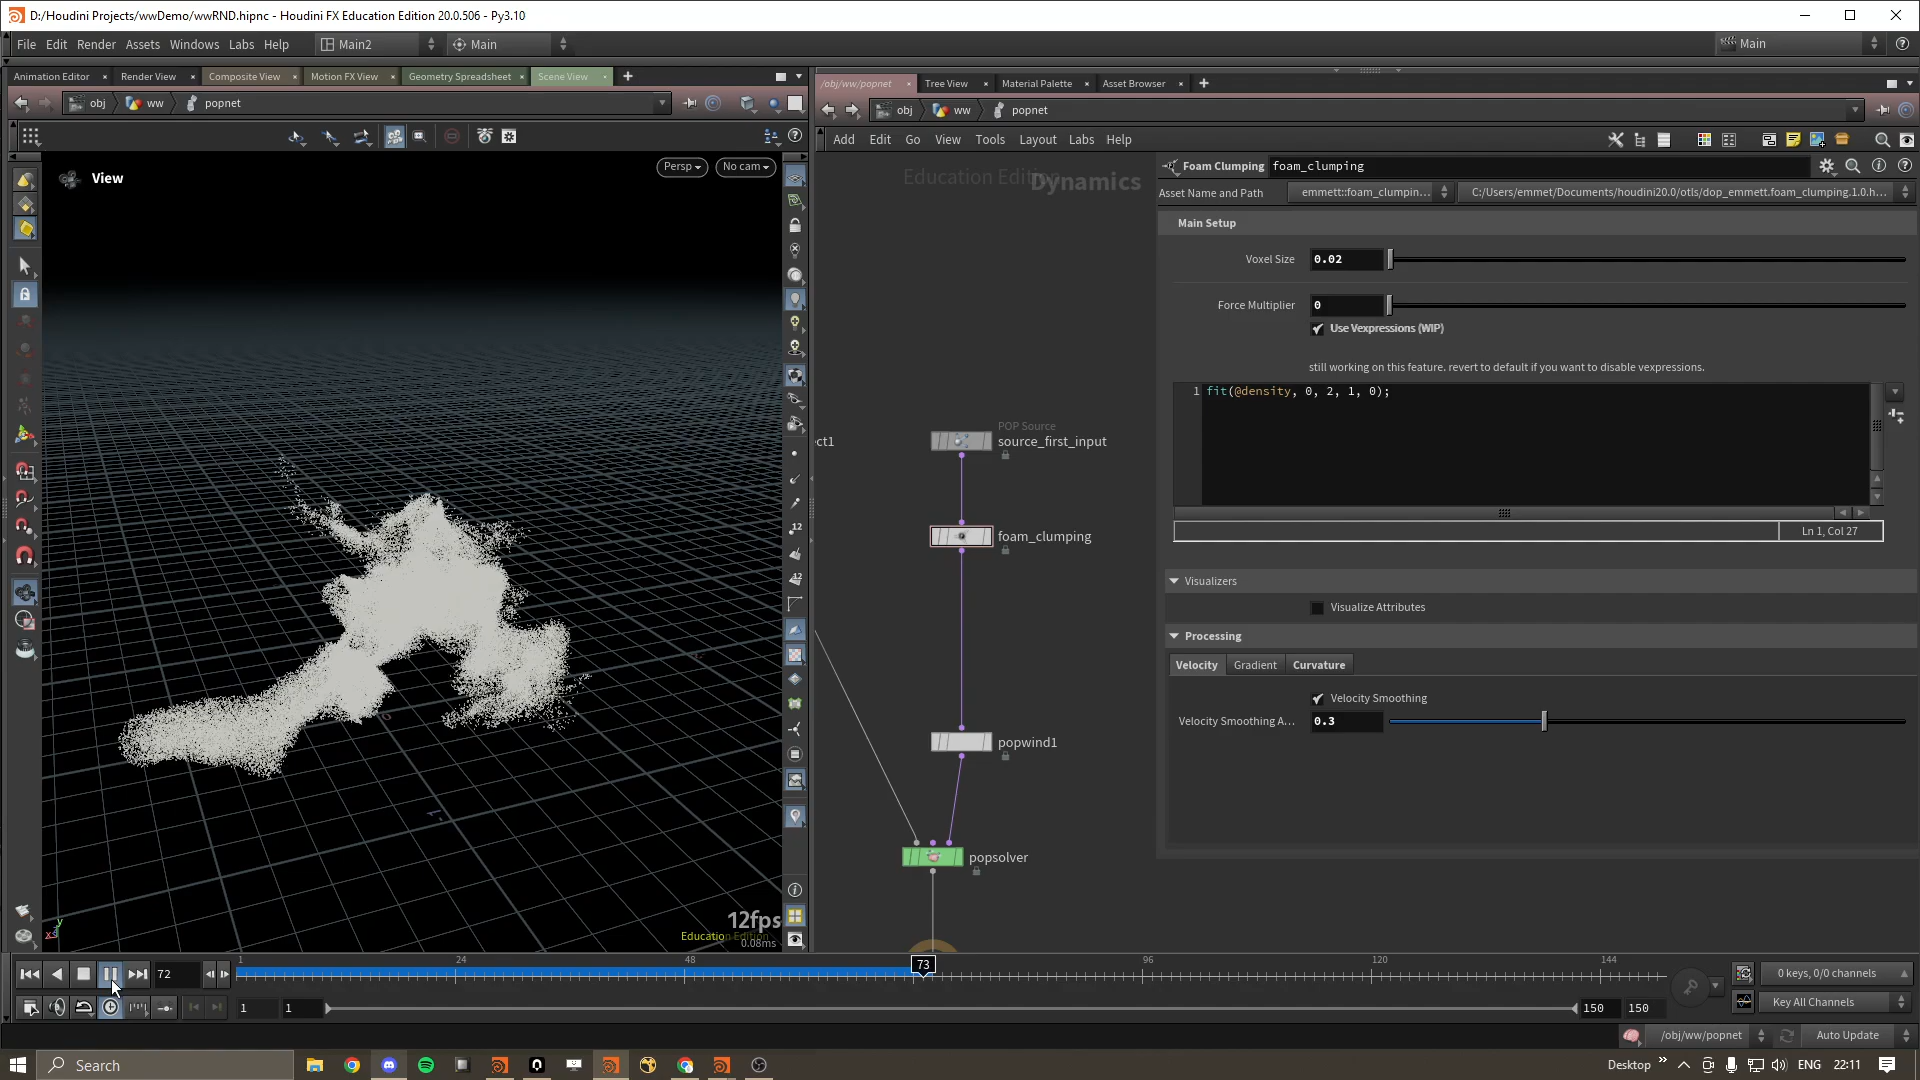 D:/Houdini Projects/wwDemo/wwRND.hipnc - Houdini FX Education Edition 20.0.506 - Py3.10
File Edit Render Assets Windows Labs Help Main2 Main Main
Animation Editor Render View Composite View Motion FX View Geometry Spreadsheet Scene View
/obj/ww/popnet Tree View Material Palette Asset Browser
obj ww popnet
obj ww popnet
Add Edit Go View Tools Layout Labs Help
View
Persp No cam
Education Edition
Dynamics
Foam Clumping foam_clumping
Asset Name and Path emmett::foam_clumpin... C:/Users/emmet/Documents/houdini20.0/otls/dop_emmett.foam_clumping.1.0.h...
Main Setup
Voxel Size 0.02
Force Multiplier 0
Use Vexpressions (WIP)
still working on this feature. revert to default if you want to disable vexpressions.
1 fit(@density, 0, 2, 1, 0);
Ln 1, Col 27
Visualizers
Visualize Attributes
Processing
Velocity Gradient Curvature
Velocity Smoothing
Velocity Smoothing A... 0.3
ect1
POP Source
source_first_input
foam_clumping
popwind1
popsolver
12
12
-1
0
y
x
12fps
Education Edition
0.08ms
72
1 24 48 73 96 120 144
1 1 150 150
0 keys, 0/0 channels
Key All Channels
/obj/ww/popnet Auto Update
Search
Desktop ENG 22:11